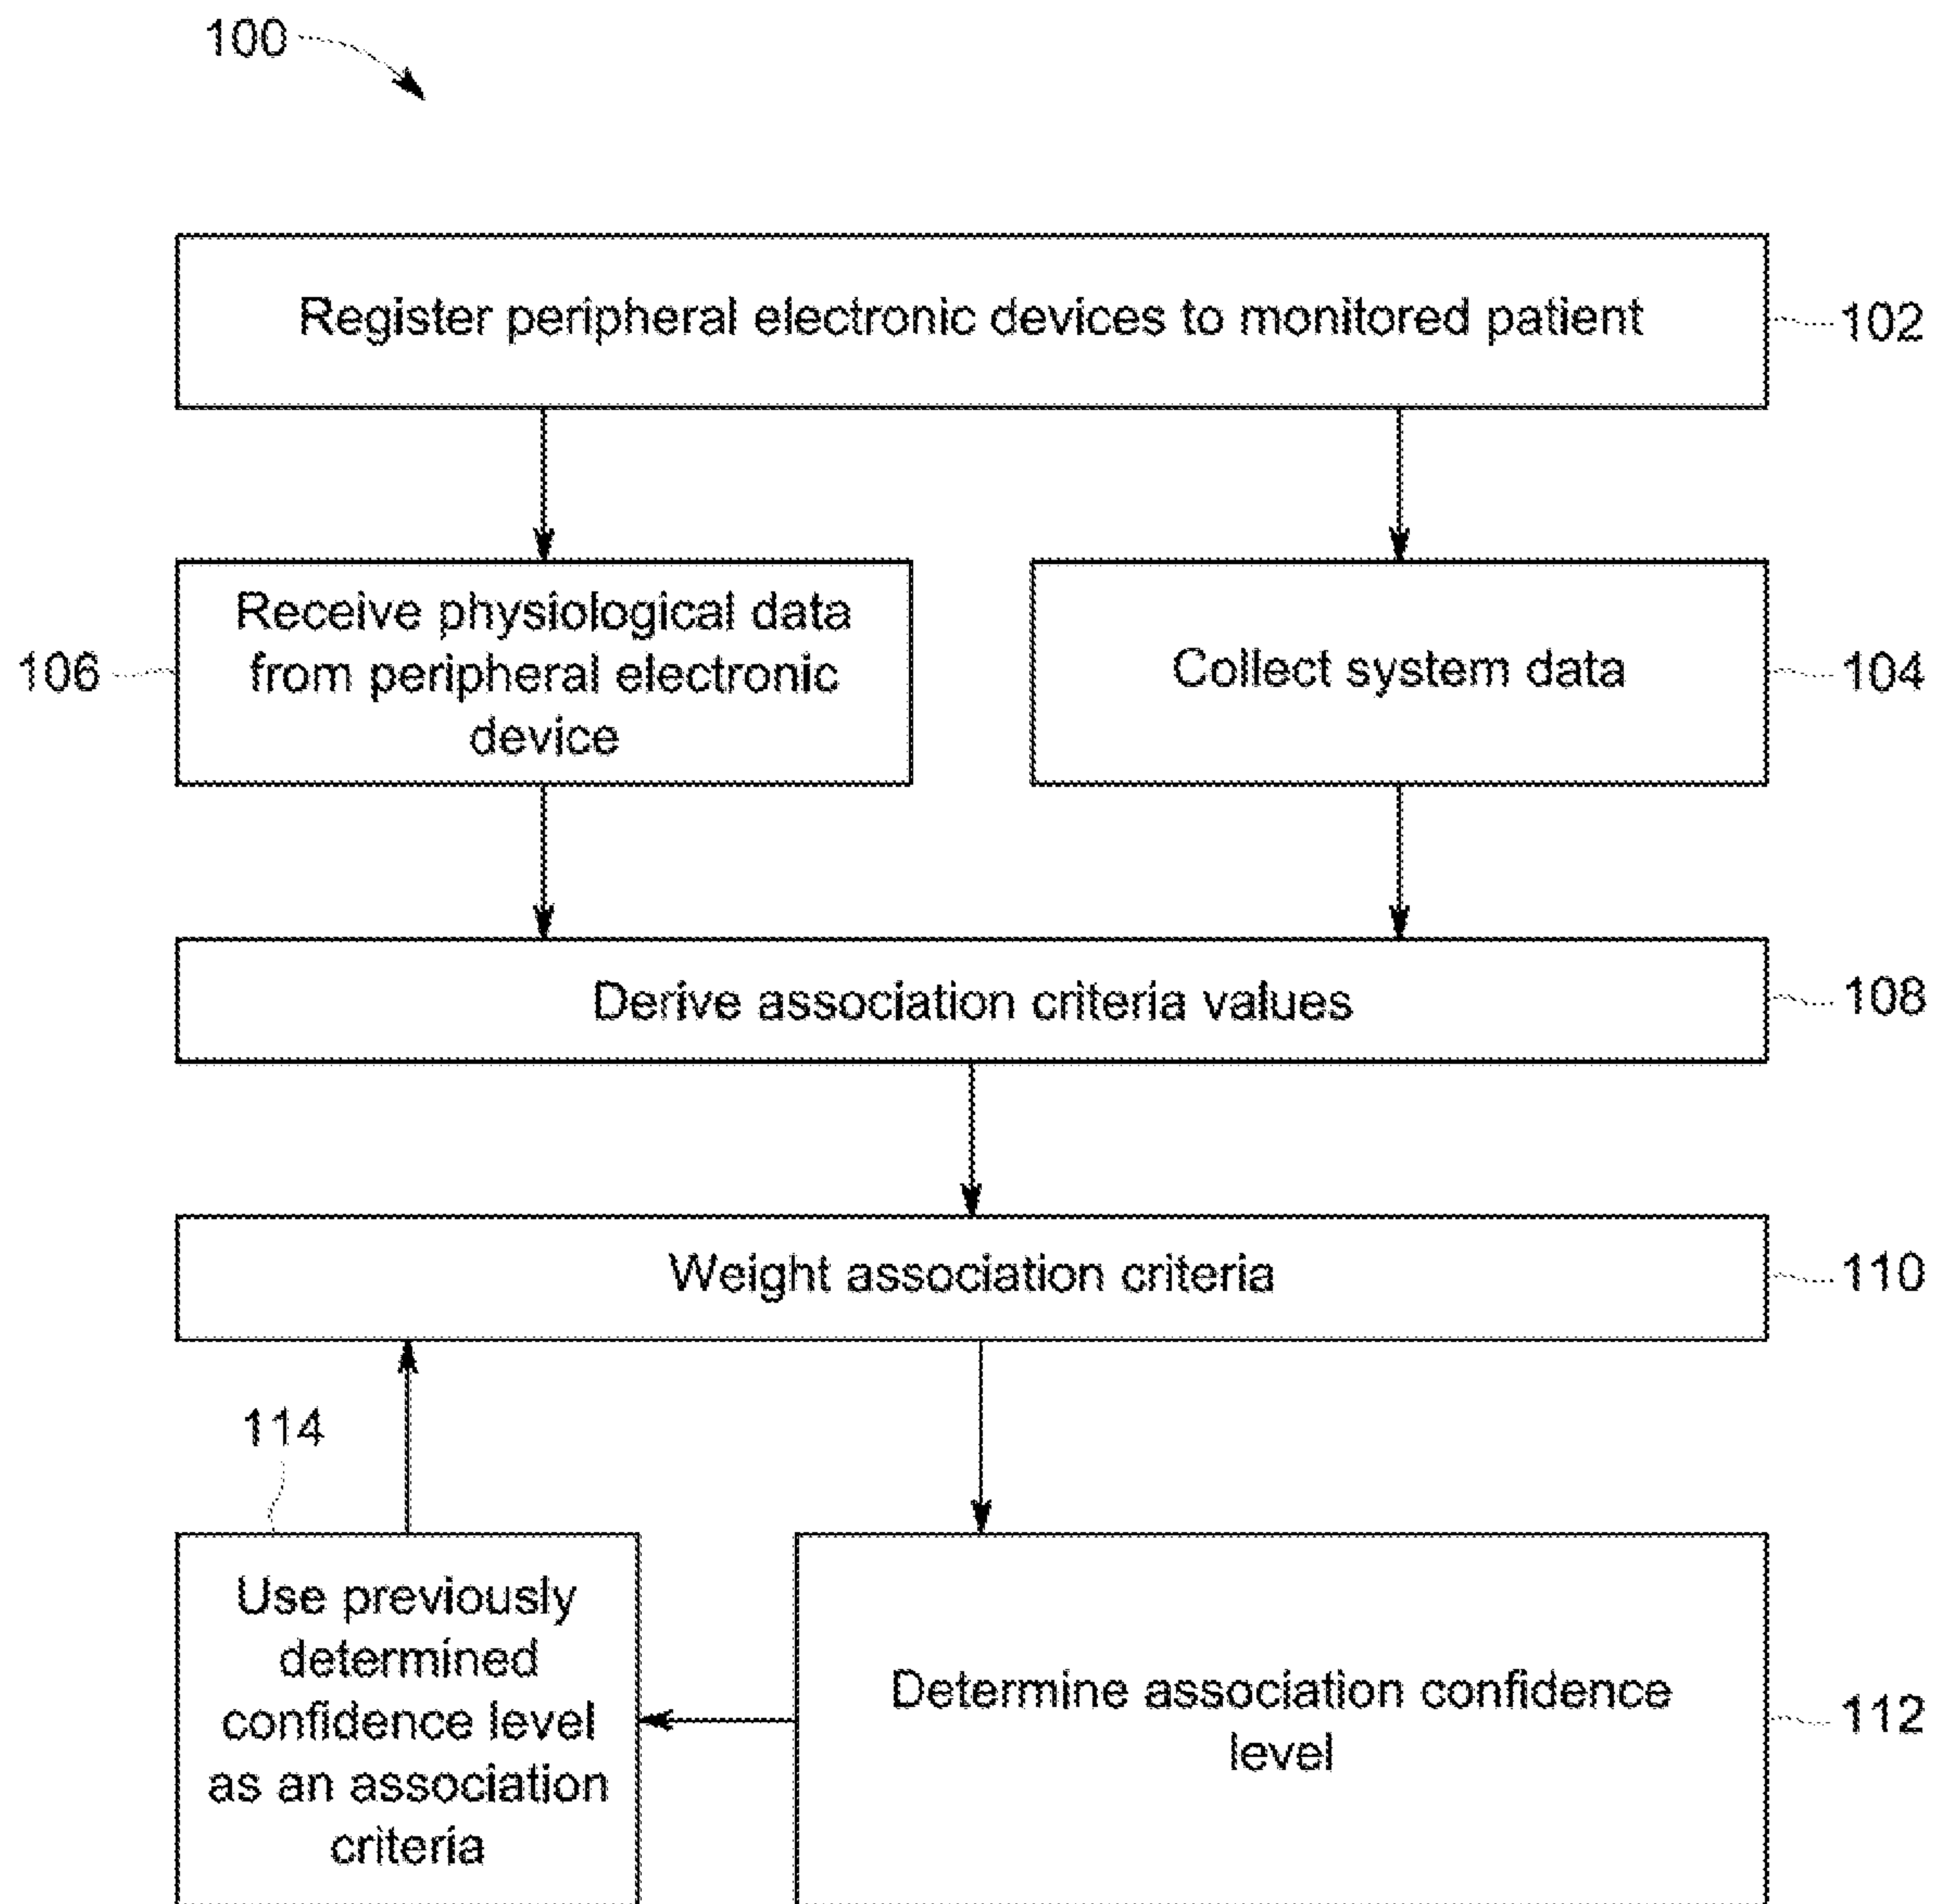 100
Register peripheral electronic devices to monitored patient
102
Receive physiological data
from peripheral electronic
device
106
Collect system data
104
Derive association criteria values
108
Weight association criteria
110
114
Use previously
determined
confidence level
as an association
criteria
Determine association confidence
level
112